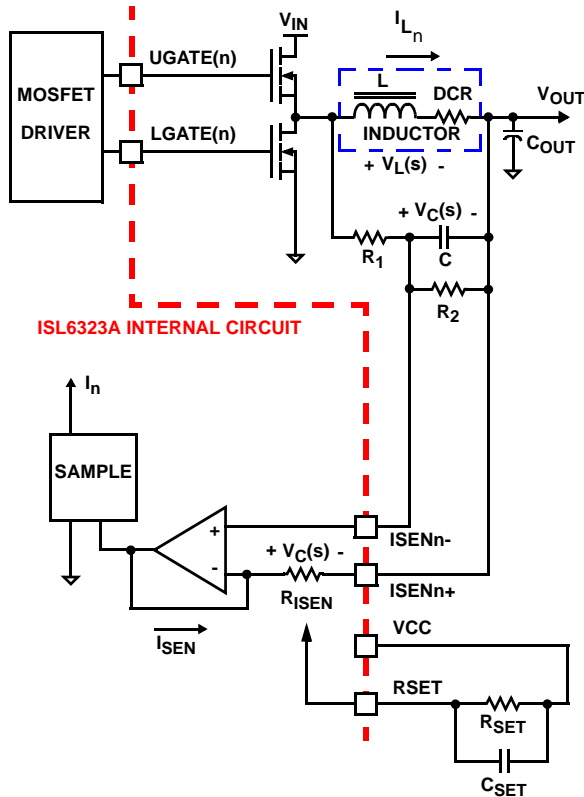 MOSFET
DRIVER
UGATE(n)
LGATE(n)
VIN
ILn
L
DCR
INDUCTOR
+ VL(s) -
VOUT
COUT
+ VC(s) -
R1
C
R2
ISL6323A INTERNAL CIRCUIT
In
SAMPLE
+
-
+ VC(s) -
RISEN
ISEN
ISENn-
ISENn+
VCC
RSET
RSET
CSET